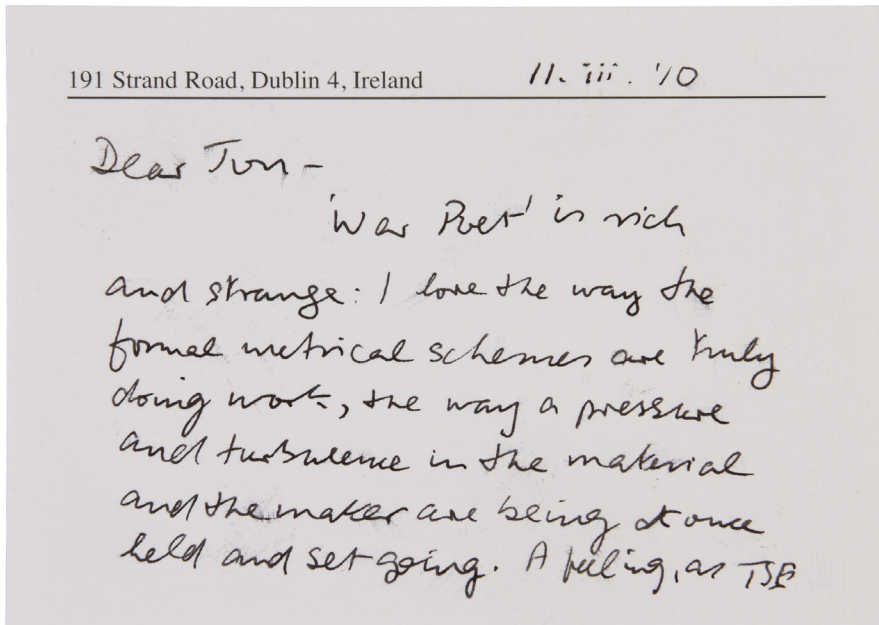 191 Strand Road, Dublin 4, Ireland 11. iii. '10
Dear Jon –
'War Poet' is rich
and strange: I love the way the
formal metrical schemes are truly
doing work, the way a pressure
and turbulence in the material
and the maker are being at once
held and set going. A feeling, as TSE